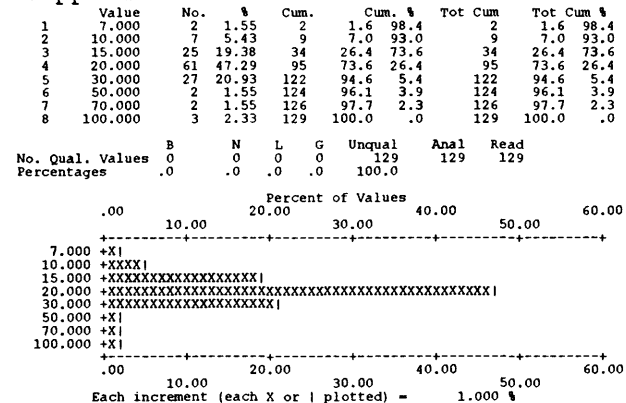 Value No. % Cum. Cum. % Tot Cum Tot Cum %
1 7.000 2 1.55 2 1.6 98.4 2 1.6 98.4
2 10.000 7 5.43 9 7.0 93.0 9 7.0 93.0
3 15.000 25 19.38 34 26.4 73.6 34 26.4 73.6
4 20.000 61 47.29 95 73.6 26.4 95 73.6 26.4
5 30.000 27 20.93 122 94.6 5.4 122 94.6 5.4
6 50.000 2 1.55 124 96.1 3.9 124 96.1 3.9
7 70.000 2 1.55 126 97.7 2.3 126 97.7 2.3
8 100.000 3 2.33 129 100.0 .0 129 100.0 .0
B N L G Unqual Anal Read
No. Qual. Values 0 0 0 0 129 129 129
Percentages .0 .0 .0 .0 100.0
Percent of Values
.00 20.00 40.00 60.00
10.00 30.00 50.00
+---------+---------+---------+---------+---------+---------+
7.000 +X|
10.000 +XXXX|
15.000 +XXXXXXXXXXXXXXXXXX|
20.000 +XXXXXXXXXXXXXXXXXXXXXXXXXXXXXXXXXXXXXXXXXXXXXX|
30.000 +XXXXXXXXXXXXXXXXXXXX|
50.000 +X|
70.000 +X|
100.000 +X|
+---------+---------+---------+---------+---------+---------+
.00 20.00 40.00 60.00
10.00 30.00 50.00
Each increment (each X or | plotted) = 1.000 %